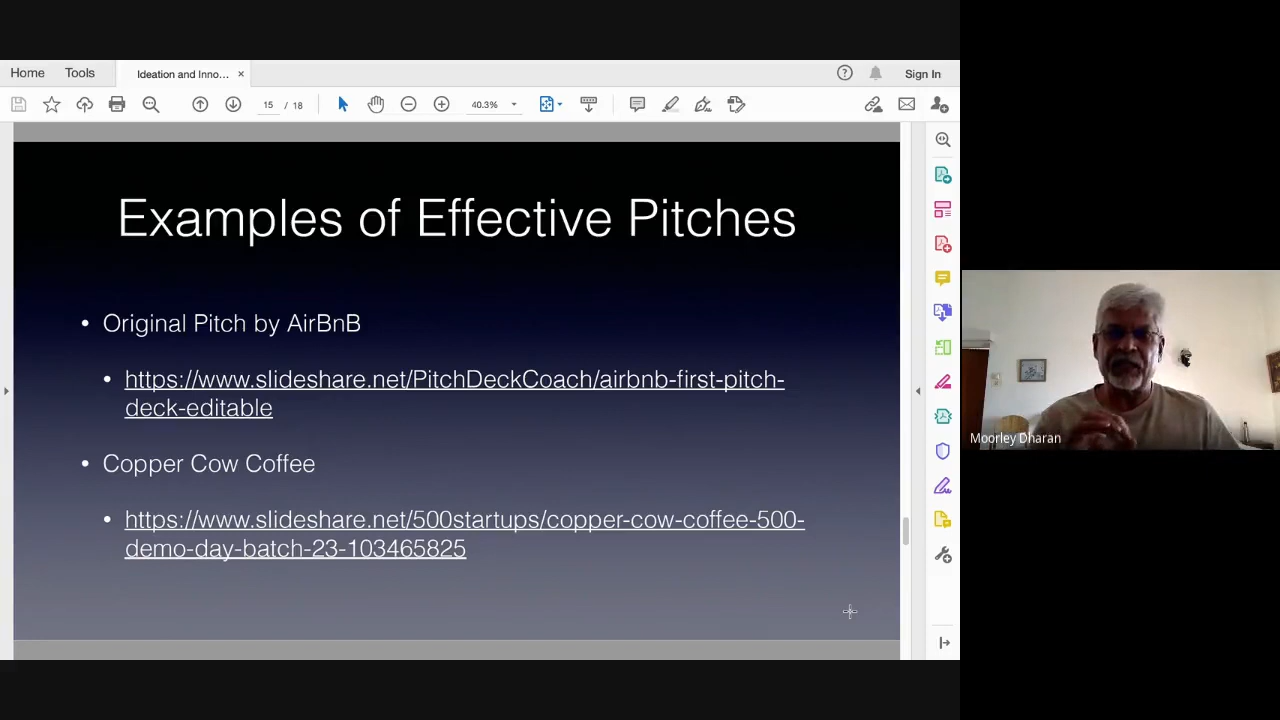 Home Tools Ideation and Inno... × Sign In
15 / 18 40.3%
Examples of Effective Pitches
• Original Pitch by AirBnB
• https://www.slideshare.net/PitchDeckCoach/airbnb-first-pitch-
deck-editable
• Copper Cow Coffee
• https://www.slideshare.net/500startups/copper-cow-coffee-500-
demo-day-batch-23-103465825
Moorley Dharan